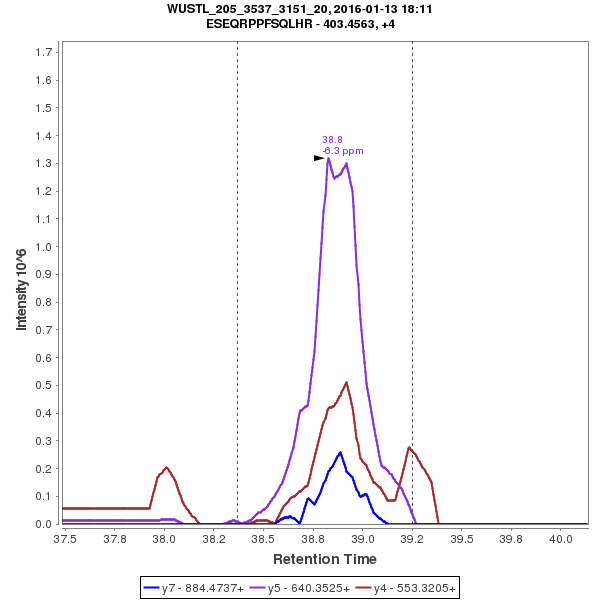 WUSTL_205_3537_3151_20, 2016-01-13 18:11
ESEQRPPFSQLHR - 403.4563, +4
1.7
1.6
1.5
1.4
1.3
1.2
1.1
1.0
0.9
0.8
0.7
0.6
0.5
0.4
0.3
0.2
0.1
0.0
Intensity 10^6
38.8
-6.3 ppm
37.5 37.8 38.0 38.2 38.5 38.8 39.0 39.2 39.5 39.8 40.0
Retention Time
y7 - 884.4737+ y5 - 640.3525+ y4 - 553.3205+